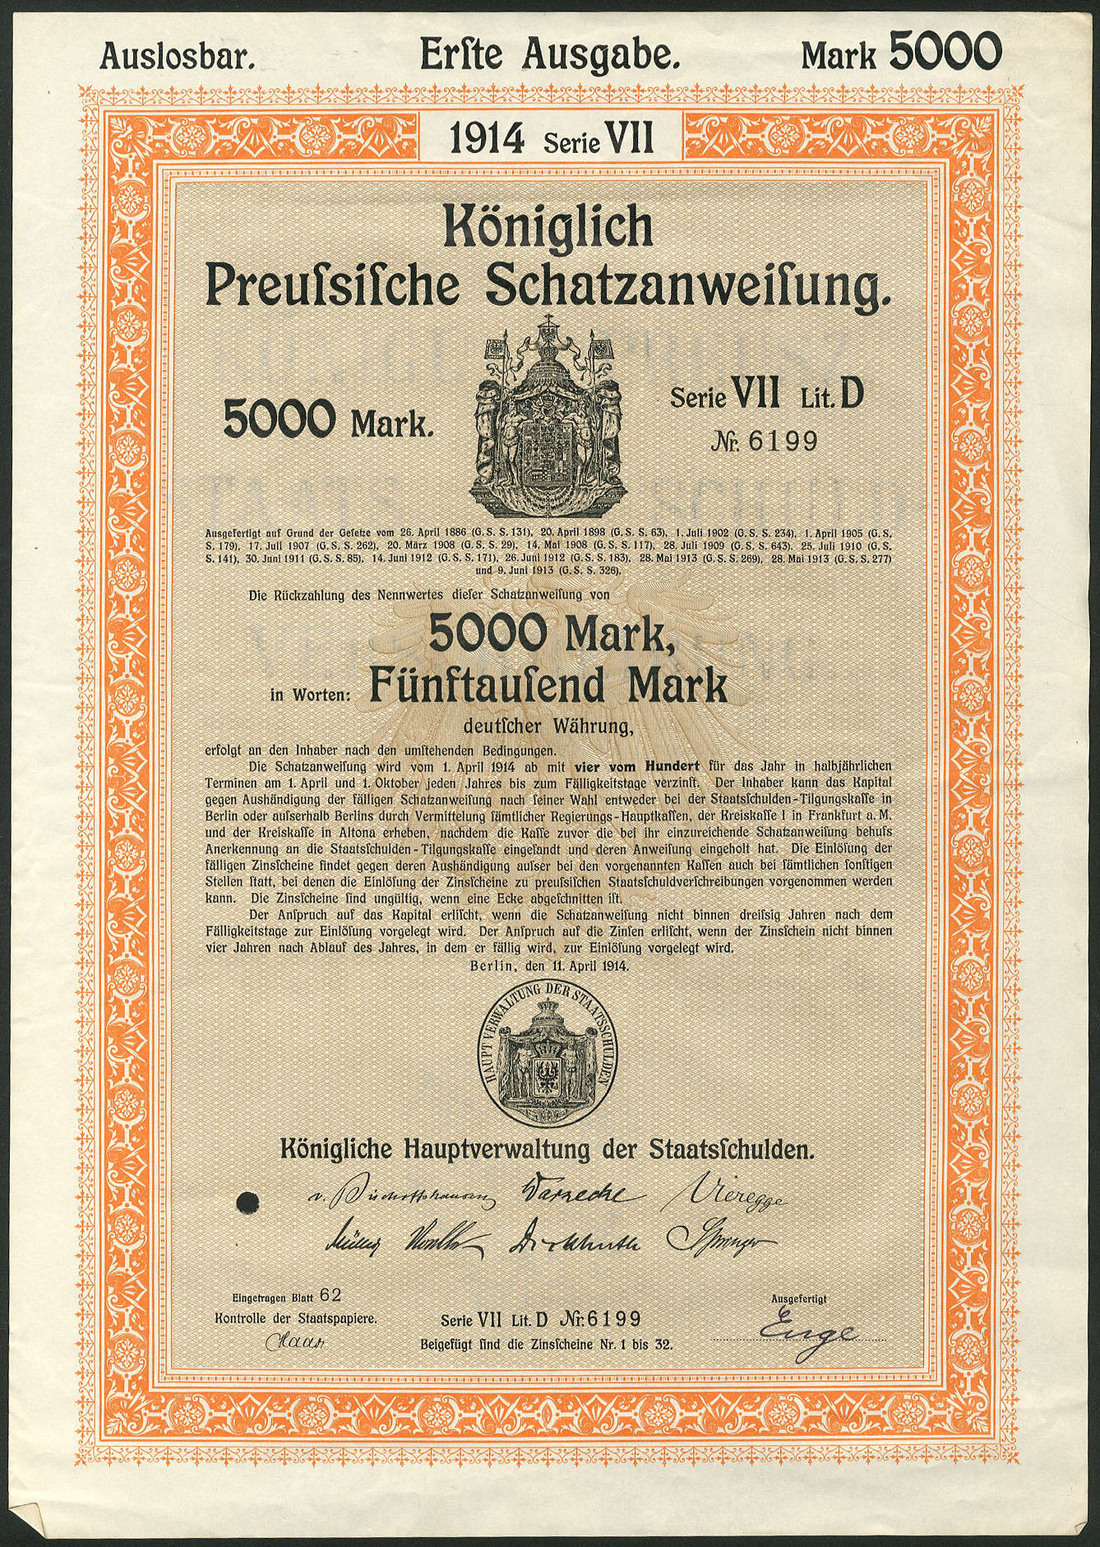 Auslosbar. Erſte Ausgabe. Mark 5000
1914 Serie VII
Königlich
Preuſsiſche Schatzanweiſung.
5000 Mark.
Serie VII Lit. D
Nr. 6199
Ausgefertigt auf Grund der Geſetze vom 26. April 1886 (G. S. S. 131), 20. April 1898 (G. S. S. 63), 1. Juli 1902 (G. S. S. 234), 1. April 1905 (G. S.
S. 179), 17. Juli 1907 (G. S. S. 262), 20. März 1908 (G. S. S. 29), 14. Mai 1908 (G. S. S. 117), 28. Juli 1909 (G. S. S. 643), 25. Juli 1910 (G. S.
S. 141), 30. Juni 1911 (G. S. S. 85), 14. Juni 1912 (G. S. S. 171), 26. Juni 1912 (G. S. S. 183), 28. Mai 1913 (G. S. S. 269), 28. Mai 1913 (G. S. S. 277)
und 9. Juni 1913 (G. S. S. 326).
Die Rückzahlung des Nennwertes dieſer Schatzanweiſung von
5000 Mark,
in Worten: Fünftauſend Mark
deutſcher Währung,
erfolgt an den Inhaber nach den umſtehenden Bedingungen.
Die Schatzanweiſung wird vom 1. April 1914 ab mit vier vom Hundert für das Jahr in halbjährlichen
Terminen am 1. April und 1. Oktober jeden Jahres bis zum Fälligkeitstage verzinſt. Der Inhaber kann das Kapital
gegen Aushändigung der fälligen Schatzanweiſung nach ſeiner Wahl entweder bei der Staatsſchulden-Tilgungskaſſe in
Berlin oder auſserhalb Berlins durch Vermittelung ſämtlicher Regierungs-Hauptkaſſen, der Kreiskaſſe I in Frankfurt a. M.
und der Kreiskaſſe in Altona erheben, nachdem die Kaſſe zuvor die bei ihr einzureichende Schatzanweiſung behufs
Anerkennung an die Staatsſchulden-Tilgungskaſſe eingeſandt und deren Anweiſung eingeholt hat. Die Einlöſung der
fälligen Zinsſcheine findet gegen deren Aushändigung auſser bei den vorgenannten Kaſſen auch bei ſämtlichen ſonſtigen
Stellen ſtatt, bei denen die Einlöſung der Zinsſcheine zu preuſsiſchen Staatsſchuldverſchreibungen vorgenommen werden
kann. Die Zinsſcheine ſind ungültig, wenn eine Ecke abgeſchnitten iſt.
Der Anſpruch auf das Kapital erliſcht, wenn die Schatzanweiſung nicht binnen dreiſsig Jahren nach dem
Fälligkeitstage zur Einlöſung vorgelegt wird. Der Anſpruch auf die Zinſen erliſcht, wenn der Zinsſchein nicht binnen
vier Jahren nach Ablauf des Jahres, in dem er fällig wird, zur Einlöſung vorgelegt wird.
Berlin, den 11. April 1914.
HAUPTVERWALTUNG DER STAATSSCHULDEN
Königliche Hauptverwaltung der Staatsſchulden.
v. Bischoffshausen Warnecke Vieregge
Müller Springer
Eingetragen Blatt 62
Kontrolle der Staatspapiere.
Serie VII Lit. D Nr. 6199
Beigefügt ſind die Zinsſcheine Nr. 1 bis 32.
Ausgefertigt
Enge